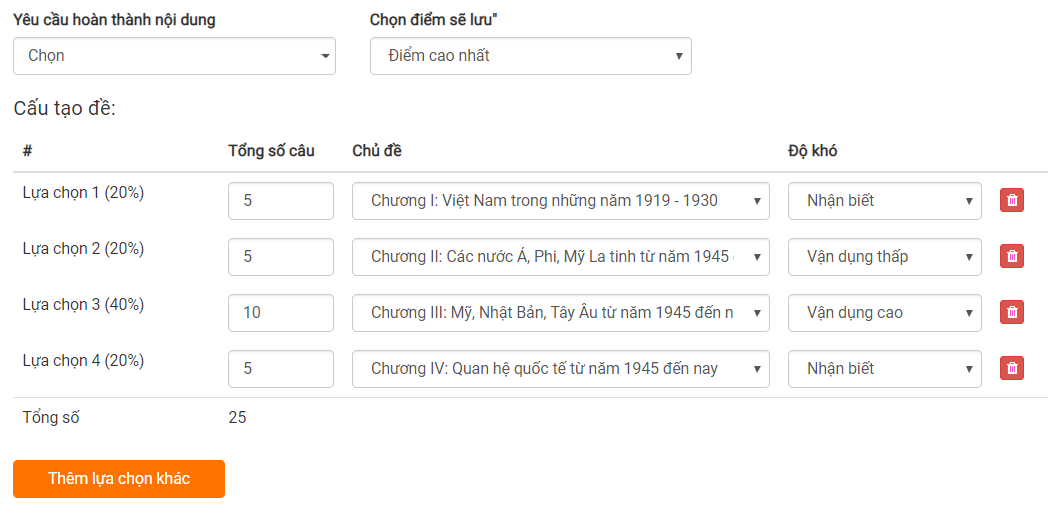 Yêu cầu hoàn thành nội dung Chọn điểm sẽ lưu"
Chọn Điểm cao nhất
Cấu tạo đề:
# Tổng số câu Chủ đề Độ khó
Lựa chọn 1 (20%) 5 Chương I: Việt Nam trong những năm 1919 - 1930 Nhận biết
Lựa chọn 2 (20%) 5 Chương II: Các nước Á, Phi, Mỹ La tinh từ năm 1945 Vận dụng thấp
Lựa chọn 3 (40%) 10 Chương III: Mỹ, Nhật Bản, Tây Âu từ năm 1945 đến n Vận dụng cao
Lựa chọn 4 (20%) 5 Chương IV: Quan hệ quốc tế từ năm 1945 đến nay Nhận biết
Tổng số 25
Thêm lựa chọn khác